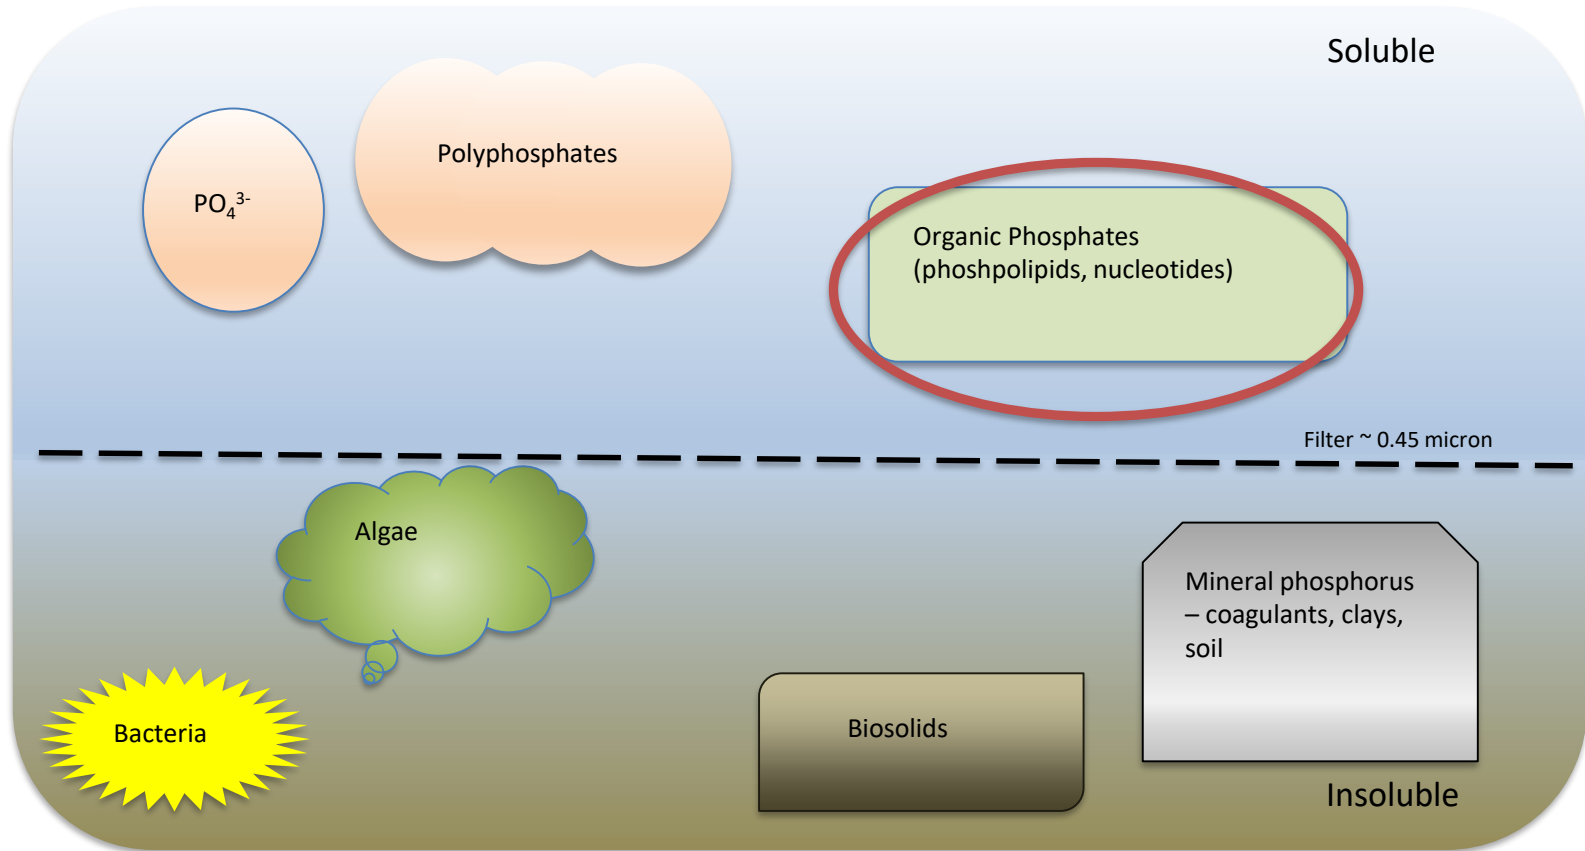 Soluble
Polyphosphates
PO₄³⁻
Organic Phosphates
(phoshpolipids, nucleotides)
Filter ~ 0.45 micron
Algae
Mineral phosphorus
– coagulants, clays,
soil
Bacteria
Biosolids
Insoluble